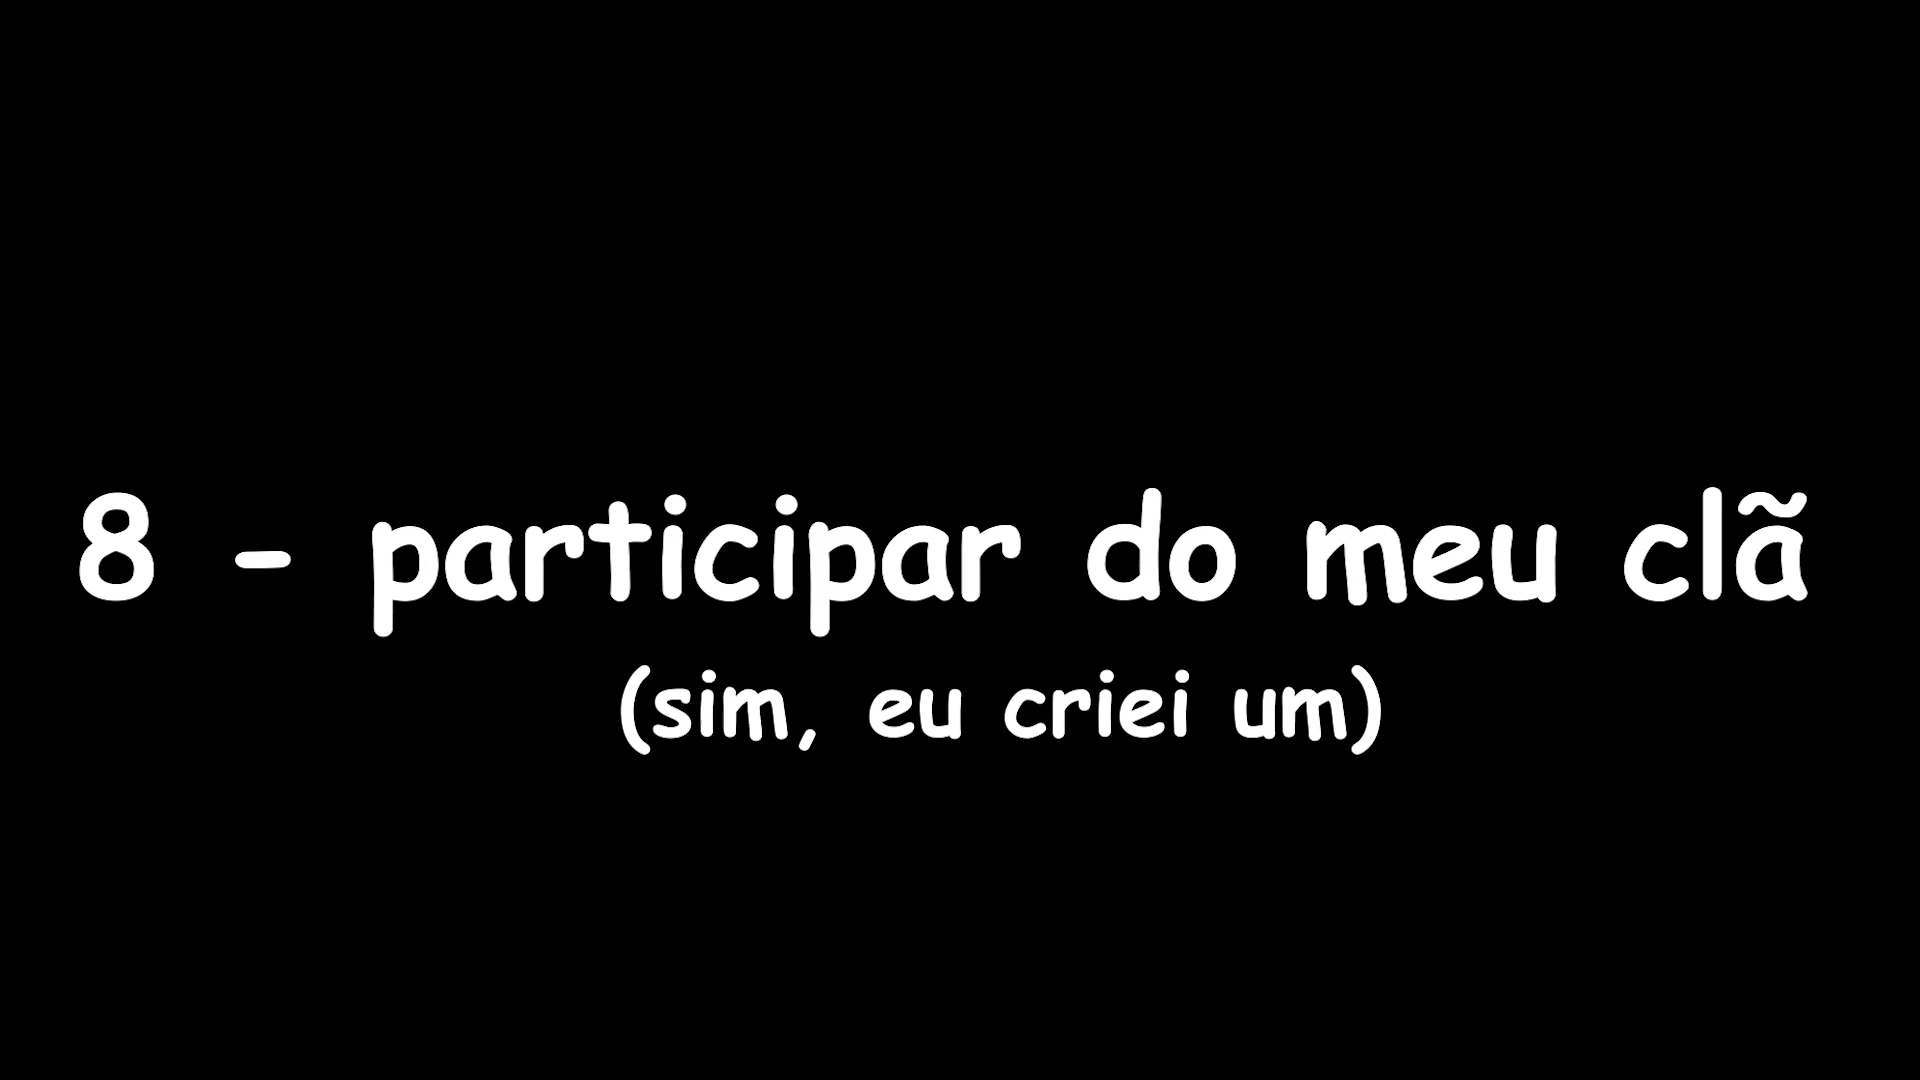 8 - participar do meu clã
(sim, eu criei um)